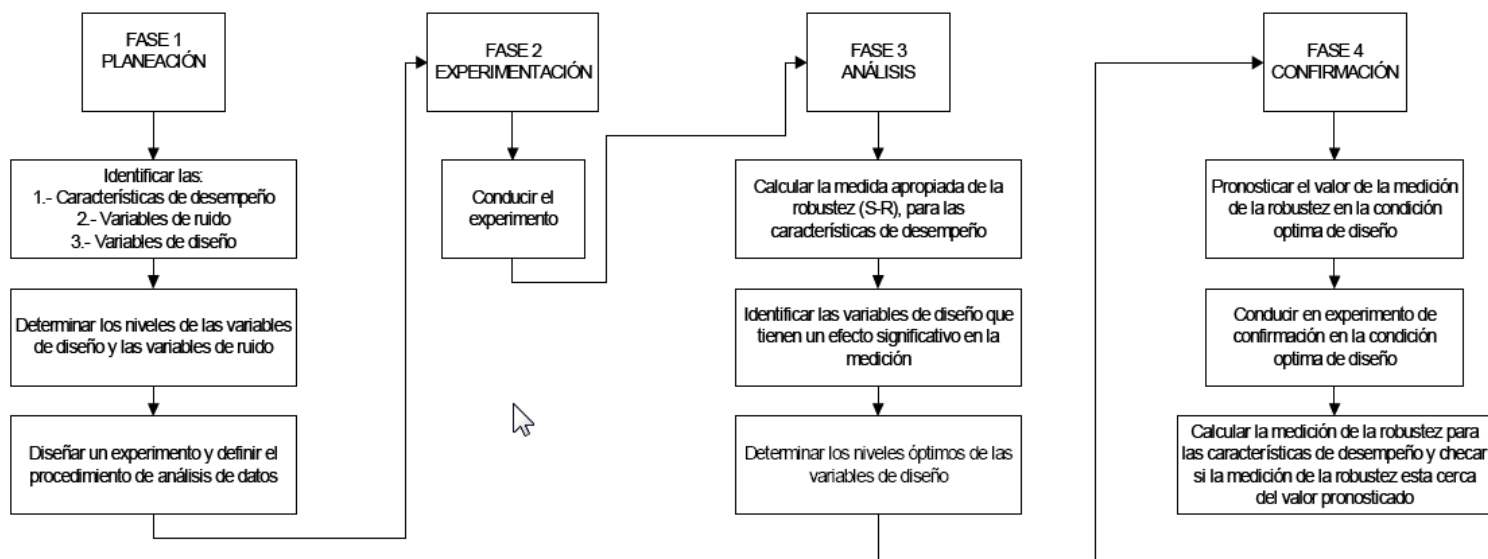 FASE 1
PLANEACIÓN
Identificar las:
1.- Característificas de desempeño
2.- Variables de ruido
3.- Variables de diseño
Determinar los niveles de las variables
de diseño y las variables de ruido
Diseñar un experimento y definir el
procedimiento de análisis de datos
FASE 2
EXPERIMENTACIÓN
Conducir el
experimento
FASE 3
ANÁLISIS
Calcular la medida apropiada de la
robustez (S-R), para las
características de desempeño
Identificar las variables de diseño que
tienen un efecto significativo en la
medición
Determinar los niveles óptimos de las
variables de diseño
FASE 4
CONFIRMACIÓN
Pronosticar el valor de la medición
de la robustez en la condición
optima de diseño
Conducir en experimento de
confirmación en la condición
optima de diseño
Calcular la medición de la robustez para
las características de desempeño y checar
si la medición de la robustez esta cerca
del valor pronosticado